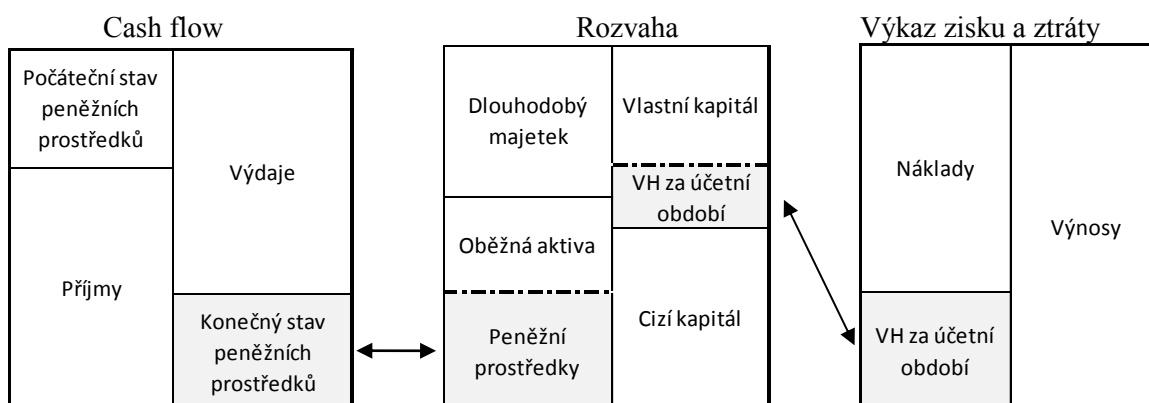 Cash flow
Rozvaha
Výkaz zisku a ztráty
Počáteční stav
peněžních
prostředků
Výdaje
Příjmy
Konečný stav
peněžních
prostředků
Dlouhodobý
majetek
Vlastní kapitál
VH za účetní
období
Oběžná aktiva
Peněžní
prostředky
Cizí kapitál
Náklady
Výnosy
VH za účetní
období